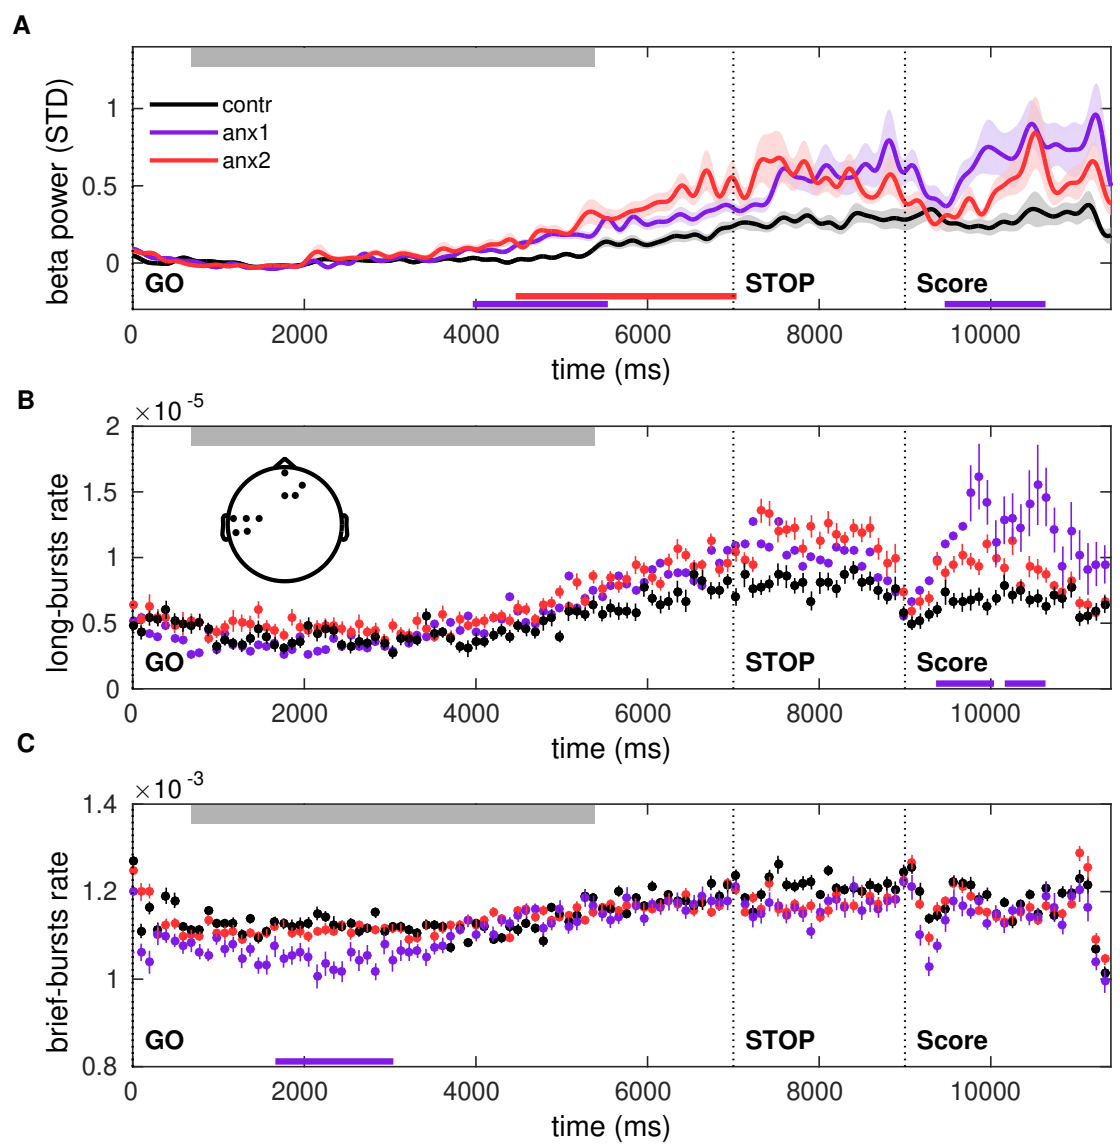 A
beta power (STD)
1
0.5
0
contr
anx1
anx2
GO
STOP
Score
0
2000
4000
6000
8000
10000
time (ms)
B
×10 -5
long-bursts rate
2
1.5
1
0.5
0
GO
STOP
Score
0
2000
4000
6000
8000
10000
time (ms)
C
×10 -3
brief-bursts rate
1.4
1.2
1
0.8
GO
STOP
Score
0
2000
4000
6000
8000
10000
time (ms)